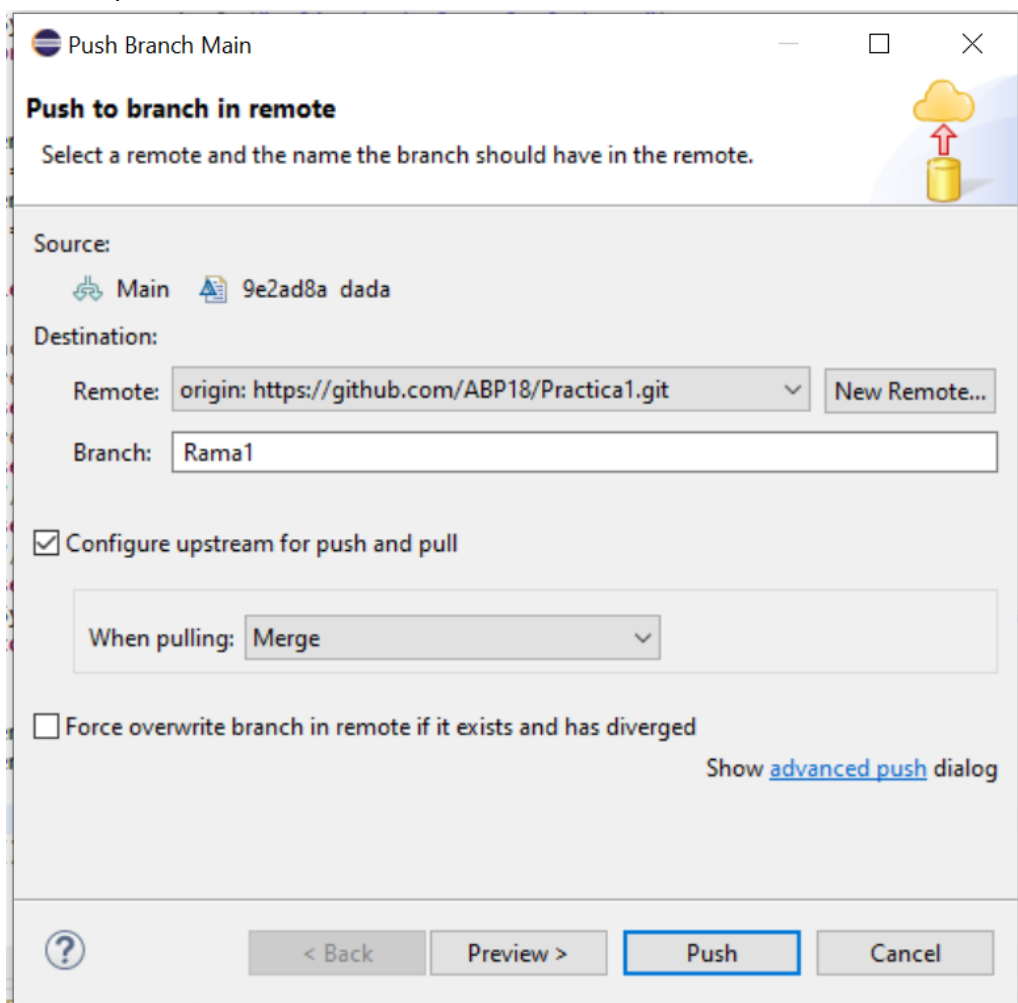 Push Branch Main
Push to branch in remote
Select a remote and the name the branch should have in the remote.
Source:
Main 9e2ad8a dada
Destination:
Remote: origin: https://github.com/ABP18/Practica1.git New Remote...
Branch: Rama1
Configure upstream for push and pull
When pulling: Merge
Force overwrite branch in remote if it exists and has diverged
Show advanced push dialog
< Back Preview > Push Cancel